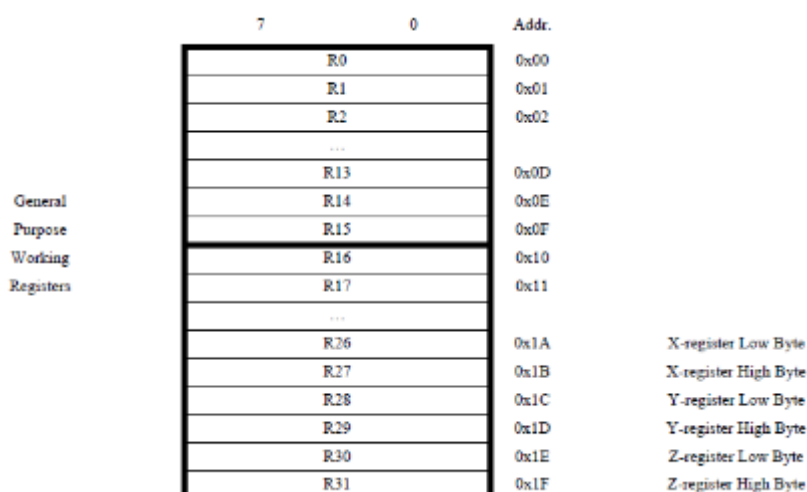 7 0 Addr.
R0 0x00
R1 0x01
R2 0x02
...
R13 0x0D
General R14 0x0E
Purpose R15 0x0F
Working R16 0x10
Registers R17 0x11
...
R26 0x1A X-register Low Byte
R27 0x1B X-register High Byte
R28 0x1C Y-register Low Byte
R29 0x1D Y-register High Byte
R30 0x1E Z-register Low Byte
R31 0x1F Z-register High Byte